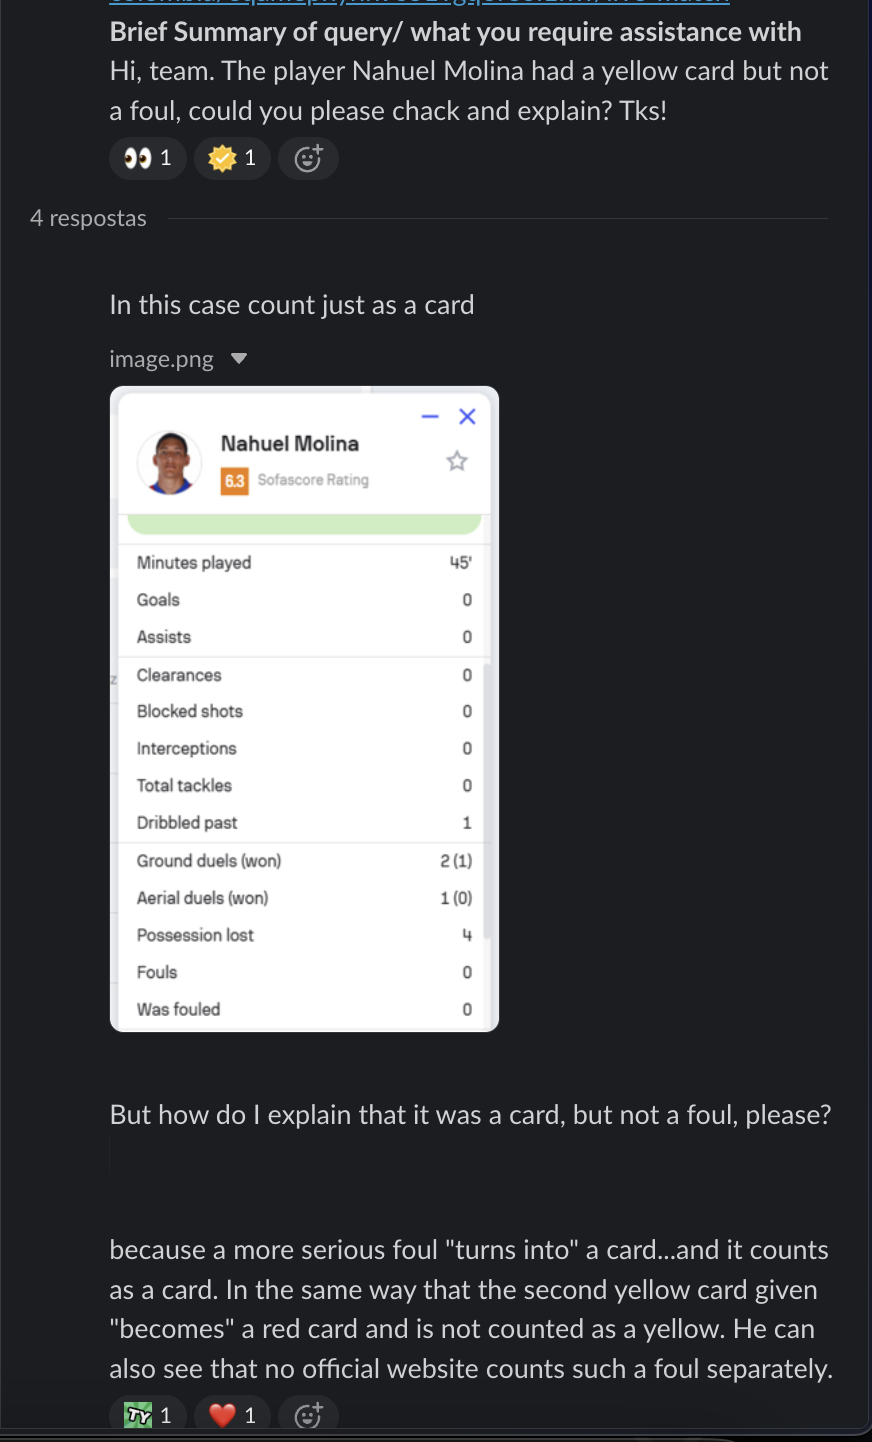 Brief Summary of query/ what you require assistance with
Hi, team. The player Nahuel Molina had a yellow card but not
a foul, could you please chack and explain? Tks!
1
1
4 respostas
In this case count just as a card
image.png
Nahuel Molina
6.3 Sofascore Rating
Minutes played 45'
Goals 0
Assists 0
Clearances 0
Blocked shots 0
Interceptions 0
Total tackles 0
Dribbled past 1
Ground duels (won) 2 (1)
Aerial duels (won) 1 (0)
Possession lost 4
Fouls 0
Was fouled 0
But how do I explain that it was a card, but not a foul, please?
because a more serious foul "turns into" a card...and it counts
as a card. In the same way that the second yellow card given
"becomes" a red card and is not counted as a yellow. He can
also see that no official website counts such a foul separately.
TY 1
1